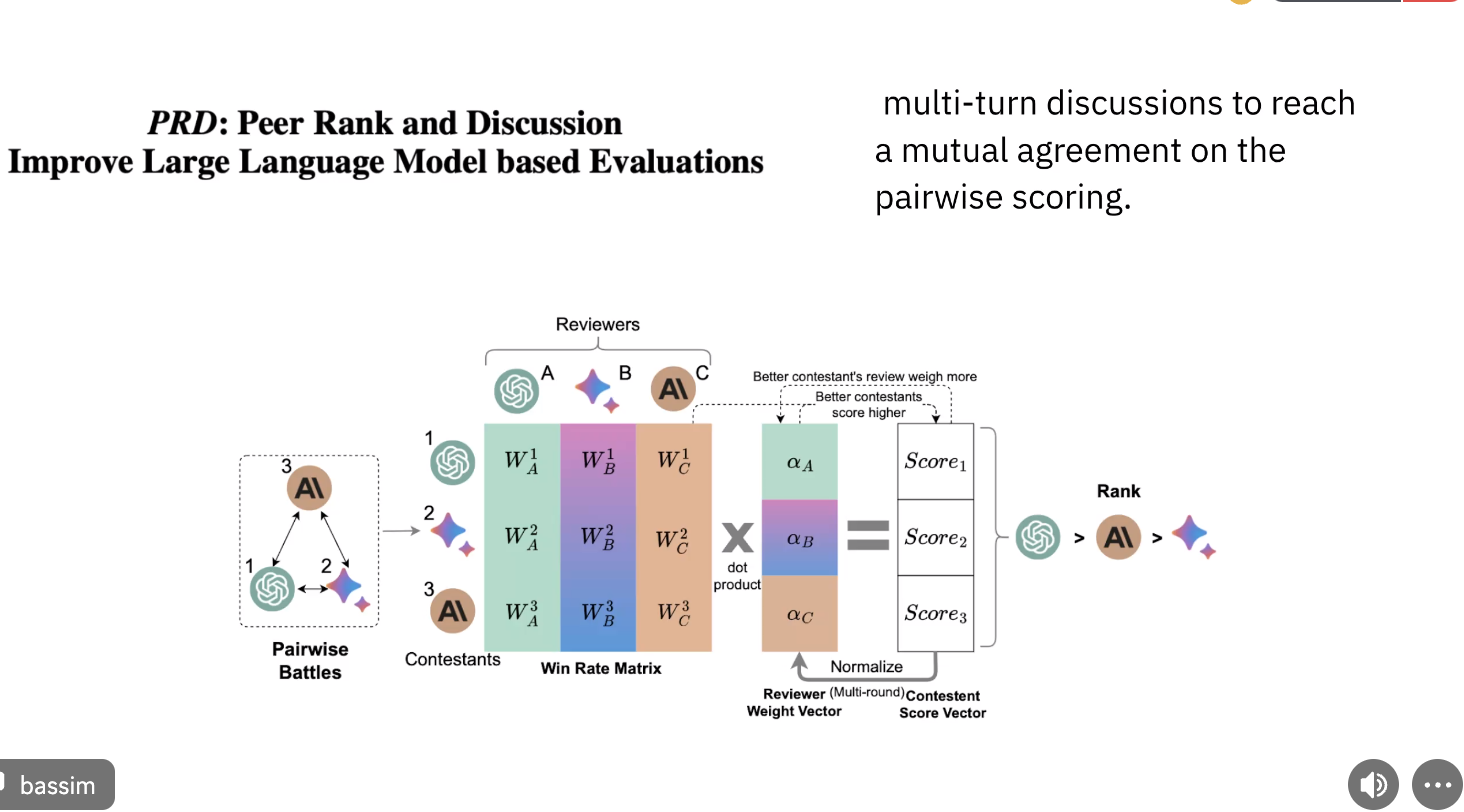 PRD: Peer Rank and Discussion
Improve Large Language Model based Evaluations
multi-turn discussions to reach
a mutual agreement on the
pairwise scoring.
Reviewers
A
B
C
Better contestant's review weigh more
Better contestants
score higher
3
1
2
Pairwise
Battles
1
2
3
Contestants
W_A^1 W_B^1 W_C^1
W_A^2 W_B^2 W_C^2
W_A^3 W_B^3 W_C^3
Win Rate Matrix
X
dot
product
α_A
α_B
α_C
=
Score_1
Score_2
Score_3
Normalize
(Multi-round)
Reviewer
Weight Vector
Contestent
Score Vector
Rank
> >
bassim